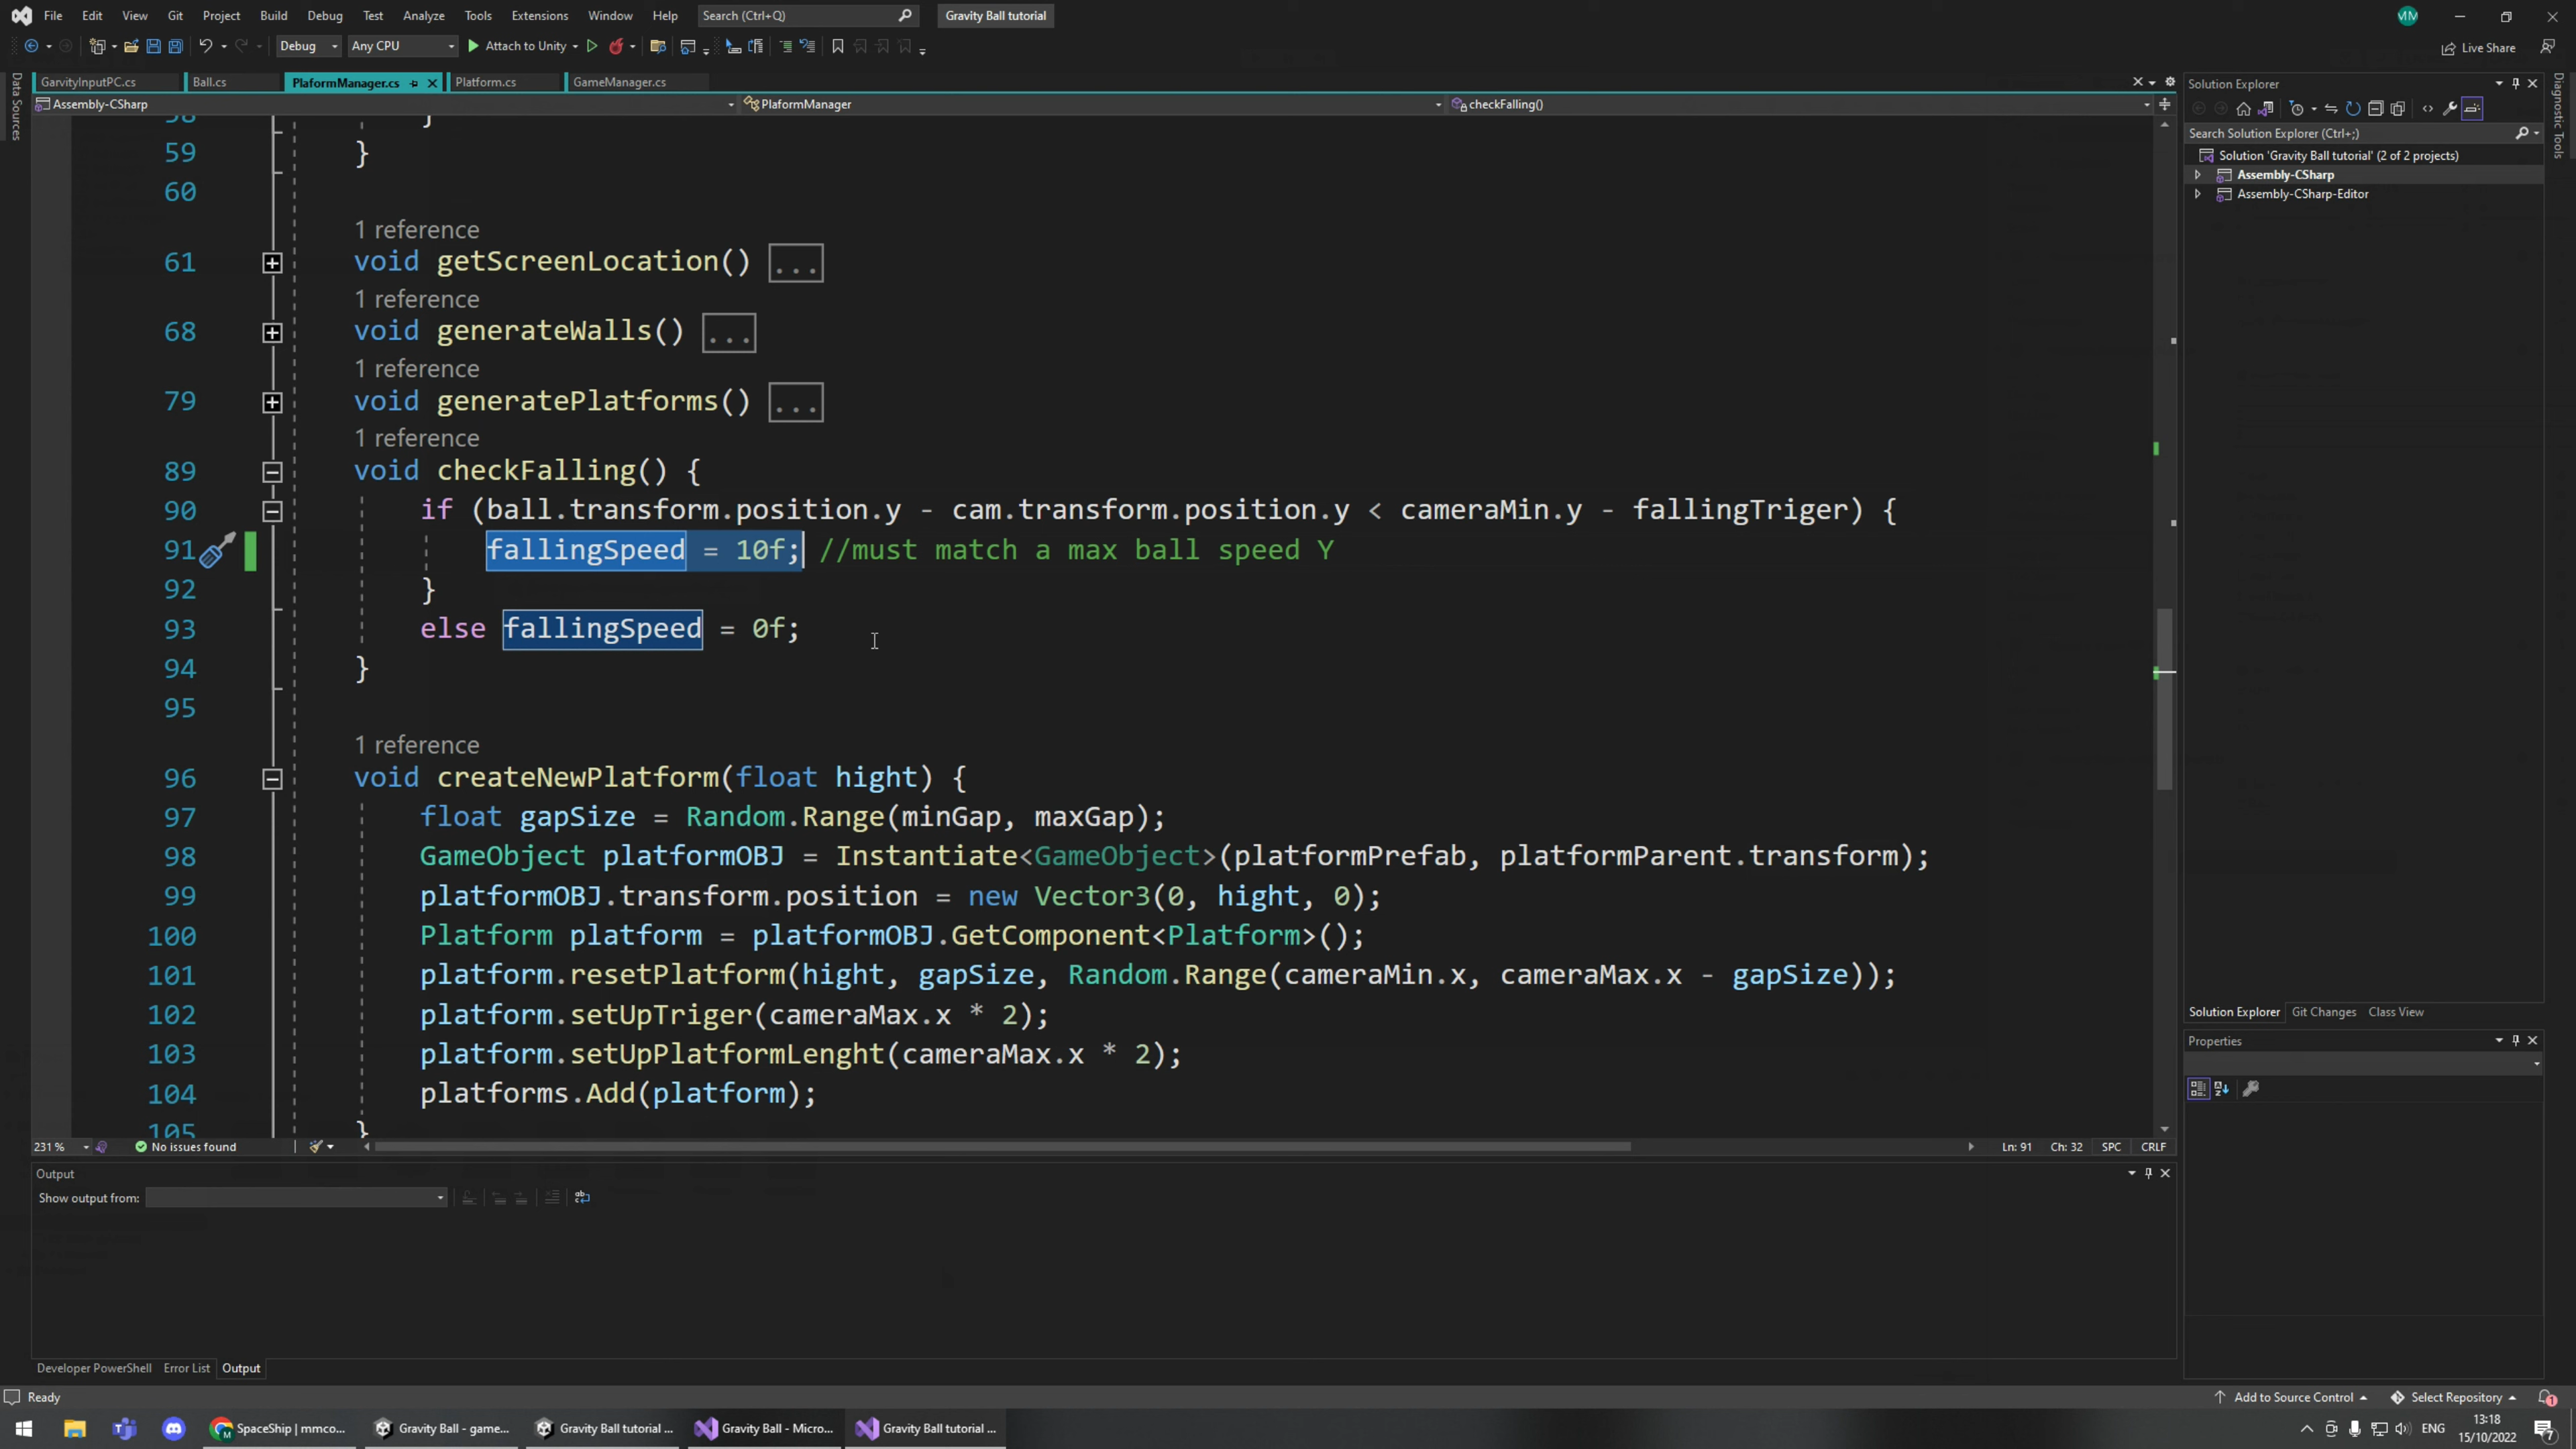 File Edit View Git Project Build Debug Test Analyze Tools Extensions Window Help Search (Ctrl+Q) Gravity Ball tutorial MM
Debug Any CPU Attach to Unity Live Share
GarvityInputPC.cs Ball.cs PlaformManager.cs Platform.cs GameManager.cs
Assembly-CSharp PlaformManager checkFalling()
Data Sources
58 }
59 }
60
1 reference
61 void getScreenLocation() ...
1 reference
68 void generateWalls() ...
1 reference
79 void generatePlatforms() ...
1 reference
89 void checkFalling() {
90 if (ball.transform.position.y - cam.transform.position.y < cameraMin.y - fallingTriger) {
91 fallingSpeed = 10f; //must match a max ball speed Y
92 }
93 else fallingSpeed = 0f;
94 }
95
1 reference
96 void createNewPlatform(float hight) {
97 float gapSize = Random.Range(minGap, maxGap);
98 GameObject platformOBJ = Instantiate<GameObject>(platformPrefab, platformParent.transform);
99 platformOBJ.transform.position = new Vector3(0, hight, 0);
100 Platform platform = platformOBJ.GetComponent<Platform>();
101 platform.resetPlatform(hight, gapSize, Random.Range(cameraMin.x, cameraMax.x - gapSize));
102 platform.setUpTriger(cameraMax.x * 2);
103 platform.setUpPlatformLenght(cameraMax.x * 2);
104 platforms.Add(platform);
105 }
231 % No issues found Ln: 91 Ch: 32 SPC CRLF
Output
Show output from:
Developer PowerShell Error List Output
Solution Explorer
Search Solution Explorer (Ctrl+;)
Solution 'Gravity Ball tutorial' (2 of 2 projects)
Assembly-CSharp
Assembly-CSharp-Editor
Solution Explorer Git Changes Class View
Properties
Diagnostic Tools
Ready Add to Source Control Select Repository 1
SpaceShip | mmco... Gravity Ball - game... Gravity Ball tutorial ... Gravity Ball - Micro... Gravity Ball tutorial ... ENG 13:18
15/10/2022 7